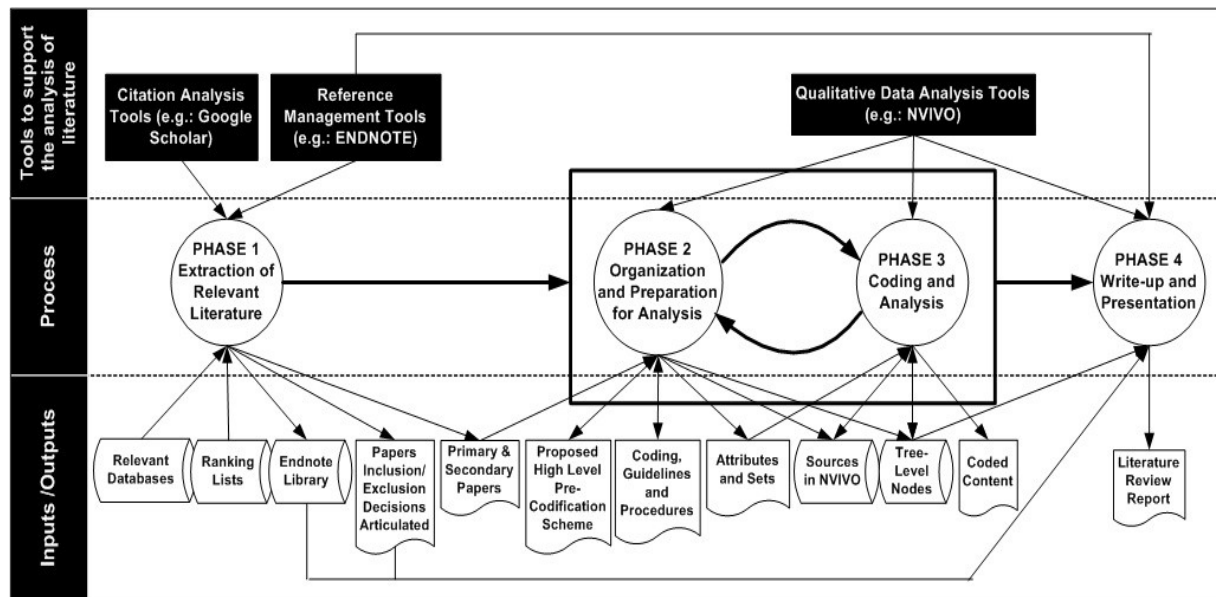 Tools to support
the analysis of
literature
Citation Analysis
Tools (e.g.: Google
Scholar)
Reference
Management Tools
(e.g.: ENDNOTE)
Qualitative Data Analysis Tools
(e.g.: NVIVO)
Process
PHASE 1
Extraction of
Relevant
Literature
PHASE 2
Organization
and Preparation
for Analysis
PHASE 3
Coding and
Analysis
PHASE 4
Write-up and
Presentation
Inputs /Outputs
Relevant
Databases
Ranking
Lists
Endnote
Library
Papers
Inclusion/
Exclusion
Decisions
Articulated
Primary &
Secondary
Papers
Proposed
High Level
Pre-
Codification
Scheme
Coding,
Guidelines
and
Procedures
Attributes
and Sets
Sources
in NVIVO
Tree-
Level
Nodes
Coded
Content
Literature
Review
Report